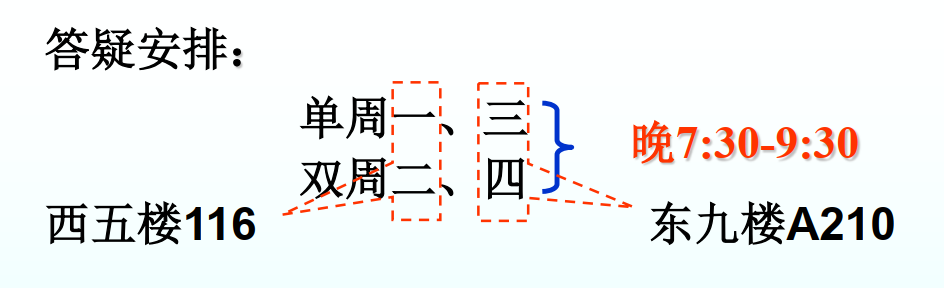 答疑安排：
单周一、三
双周二、四
晚7:30-9:30
西五楼116
东九楼A210